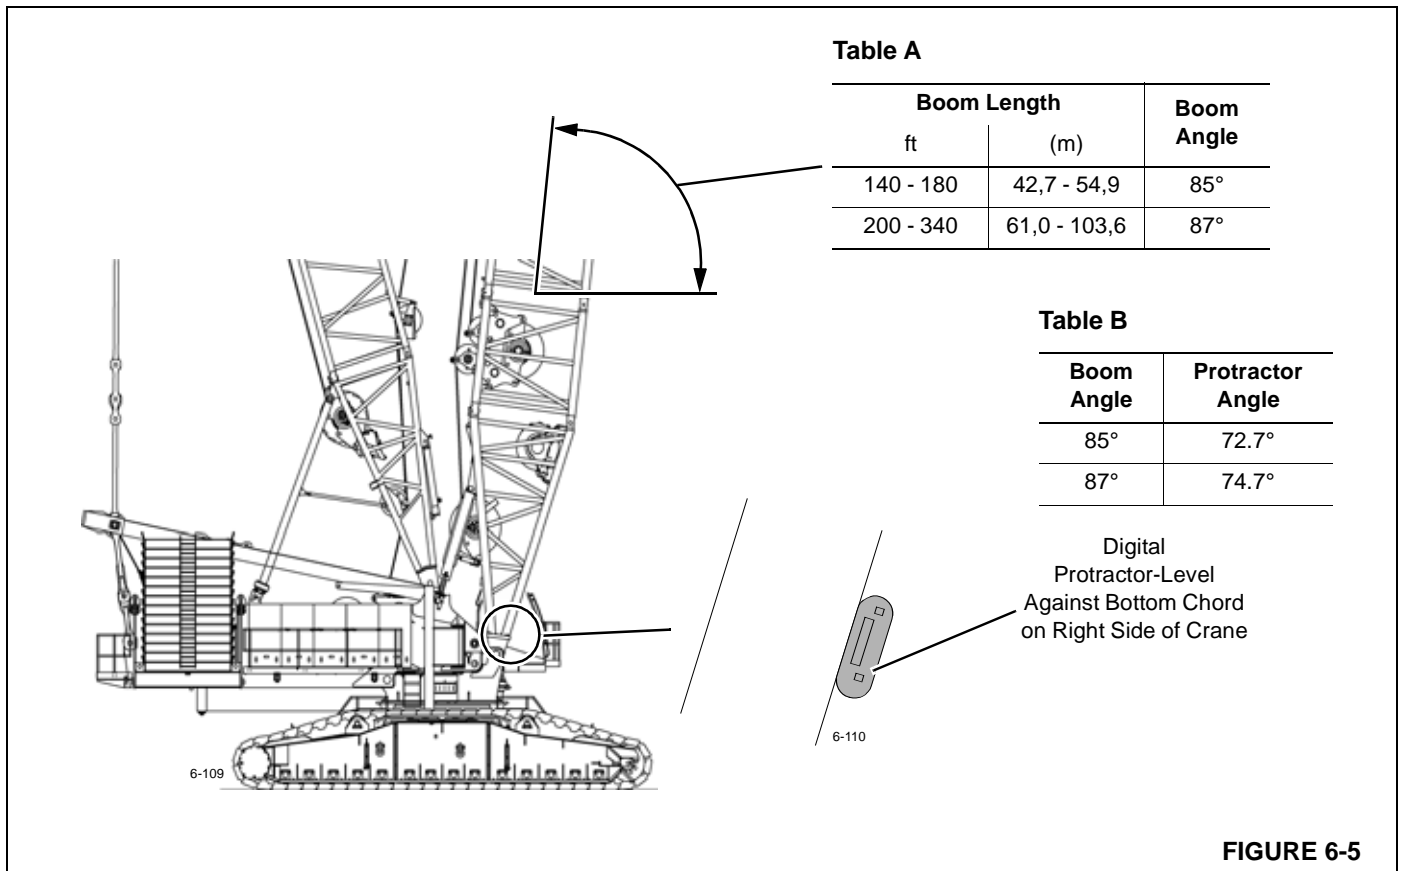 Table A
Boom Length
Boom
Angle
ft
(m)
140 - 180
42,7 - 54,9
85°
200 - 340
61,0 - 103,6
87°
Table B
Boom
Angle
Protractor
Angle
85°
72.7°
87°
74.7°
Digital
Protractor-Level
Against Bottom Chord
on Right Side of Crane
6-110
6-109
FIGURE 6-5